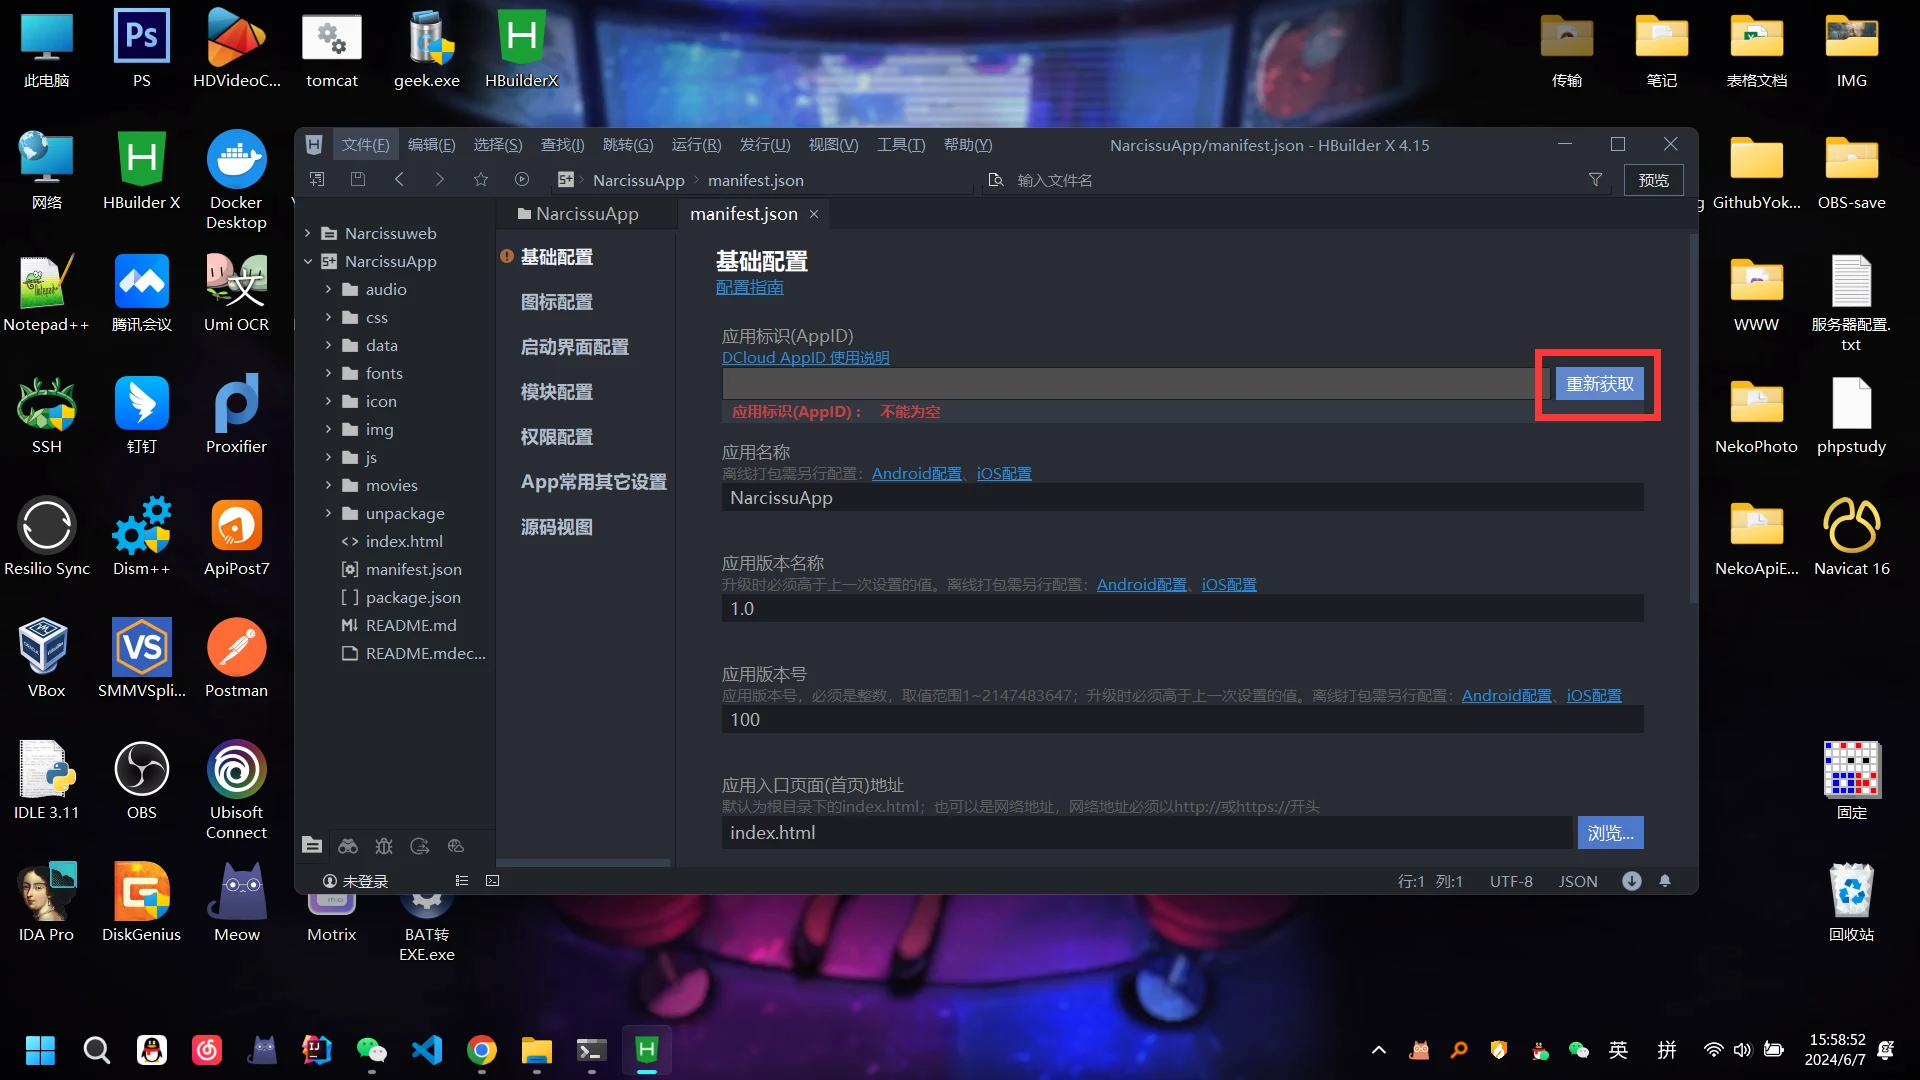 此电脑
PS
HDVideoC...
tomcat
geek.exe
HBuilderX
传输
笔记
表格文档
IMG
网络
HBuilder X
Docker
Desktop
GithubYok...
OBS-save
Notepad++
腾讯会议
Umi OCR
WWW
服务器配置.
txt
SSH
钉钉
Proxifier
NekoPhoto
phpstudy
Resilio Sync
Dism++
ApiPost7
NekoApiE...
Navicat 16
VBox
SMMVSpli...
Postman
IDLE 3.11
OBS
Ubisoft
Connect
固定
IDA Pro
DiskGenius
Meow
Motrix
BAT转
EXE.exe
回收站
文件(F) 编辑(E) 选择(S) 查找(I) 跳转(G) 运行(R) 发行(U) 视图(V) 工具(T) 帮助(Y)
NarcissuApp/manifest.json - HBuilder X 4.15
NarcissuApp
manifest.json
输入文件名
预览
Narcissuweb
NarcissuApp
audio
css
data
fonts
icon
img
js
movies
unpackage
index.html
manifest.json
package.json
README.md
README.mdec...
NarcissuApp
manifest.json ×
基础配置
图标配置
启动界面配置
模块配置
权限配置
App常用其它设置
源码视图
基础配置
配置指南
应用标识(AppID)
DCloud AppID 使用说明
重新获取
应用标识(AppID)： 不能为空
应用名称
离线打包需另行配置：Android配置、iOS配置
NarcissuApp
应用版本名称
升级时必须高于上一次设置的值。离线打包需另行配置：Android配置、iOS配置
1.0
应用版本号
应用版本号，必须是整数，取值范围1~2147483647；升级时必须高于上一次设置的值。离线打包需另行配置：Android配置、iOS配置
100
应用入口页面(首页)地址
默认为根目录下的index.html；也可以是网络地址，网络地址必须以http://或https://开头
index.html
浏览...
未登录
行:1 列:1
UTF-8
JSON
英
拼
15:58:52
2024/6/7